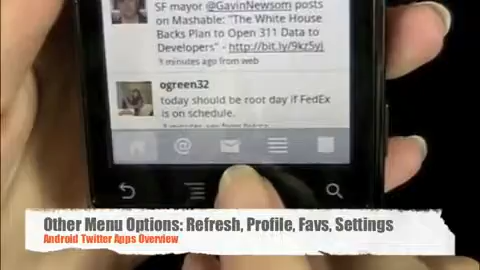 SF mayor @GavinNewsom posts
on Mashable: "The White House
Backs Plan to Open 311 Data to
Developers" - http://bit.ly/9kz5yj
3 minutes ago from web
ogreen32
today should be root day if FedEx
is on schedule.
Other Menu Options: Refresh, Profile, Favs, Settings
Android Twitter Apps Overview